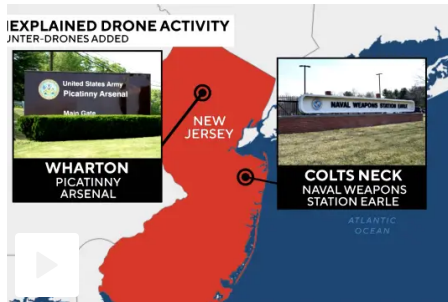 NEXPLAINED DRONE ACTIVITY
UNTER-DRONES ADDED
United States Army
Picatinny Arsenal
Main Gate
NAVAL WEAPONS STATION EARLE
NEW
JERSEY
WHARTON
PICATINNY
ARSENAL
COLTS NECK
NAVAL WEAPONS
STATION EARLE
ATLANTIC
OCEAN